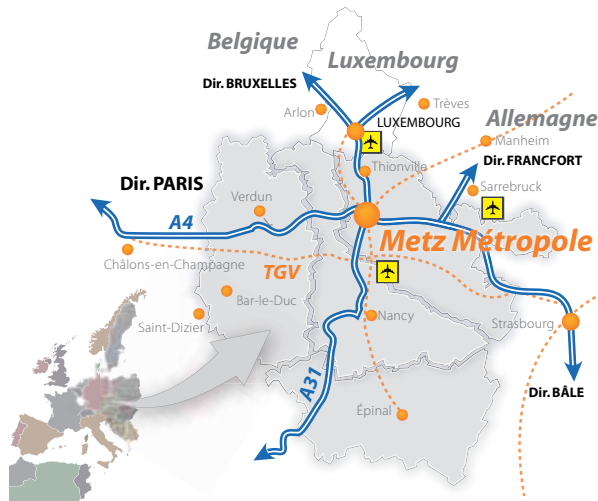 Belgique
Luxembourg
Dir. BRUXELLES
Trèves
Arlon
LUXEMBOURG
Allemagne
Manheim
Thionville
Dir. FRANCFORT
Dir. PARIS
Sarrebruck
Verdun
A4
Metz Métropole
Châlons-en-Champagne
TGV
Bar-le-Duc
Saint-Dizier
Nancy
Strasbourg
A31
Dir. BÂLE
Épinal